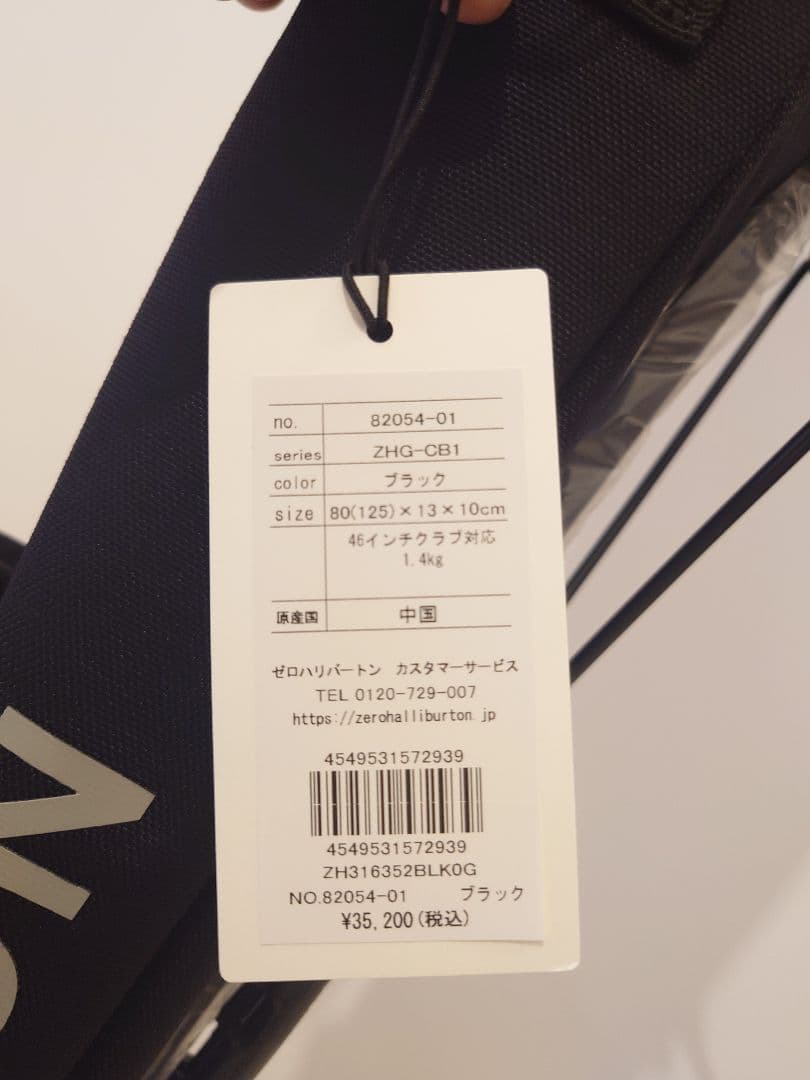 no. 82054-01
series ZHG-CB1
color ブラック
size 80(125)×13×10cm
46インチクラブ対応
1.4kg
原産国 中国
ゼロハリバートン カスタマーサービス
TEL 0120-729-007
https://zerohalliburton.jp
4549531572939
4549531572939
ZH316352BLK0G
NO.82054-01 ブラック
¥35,200(税込)